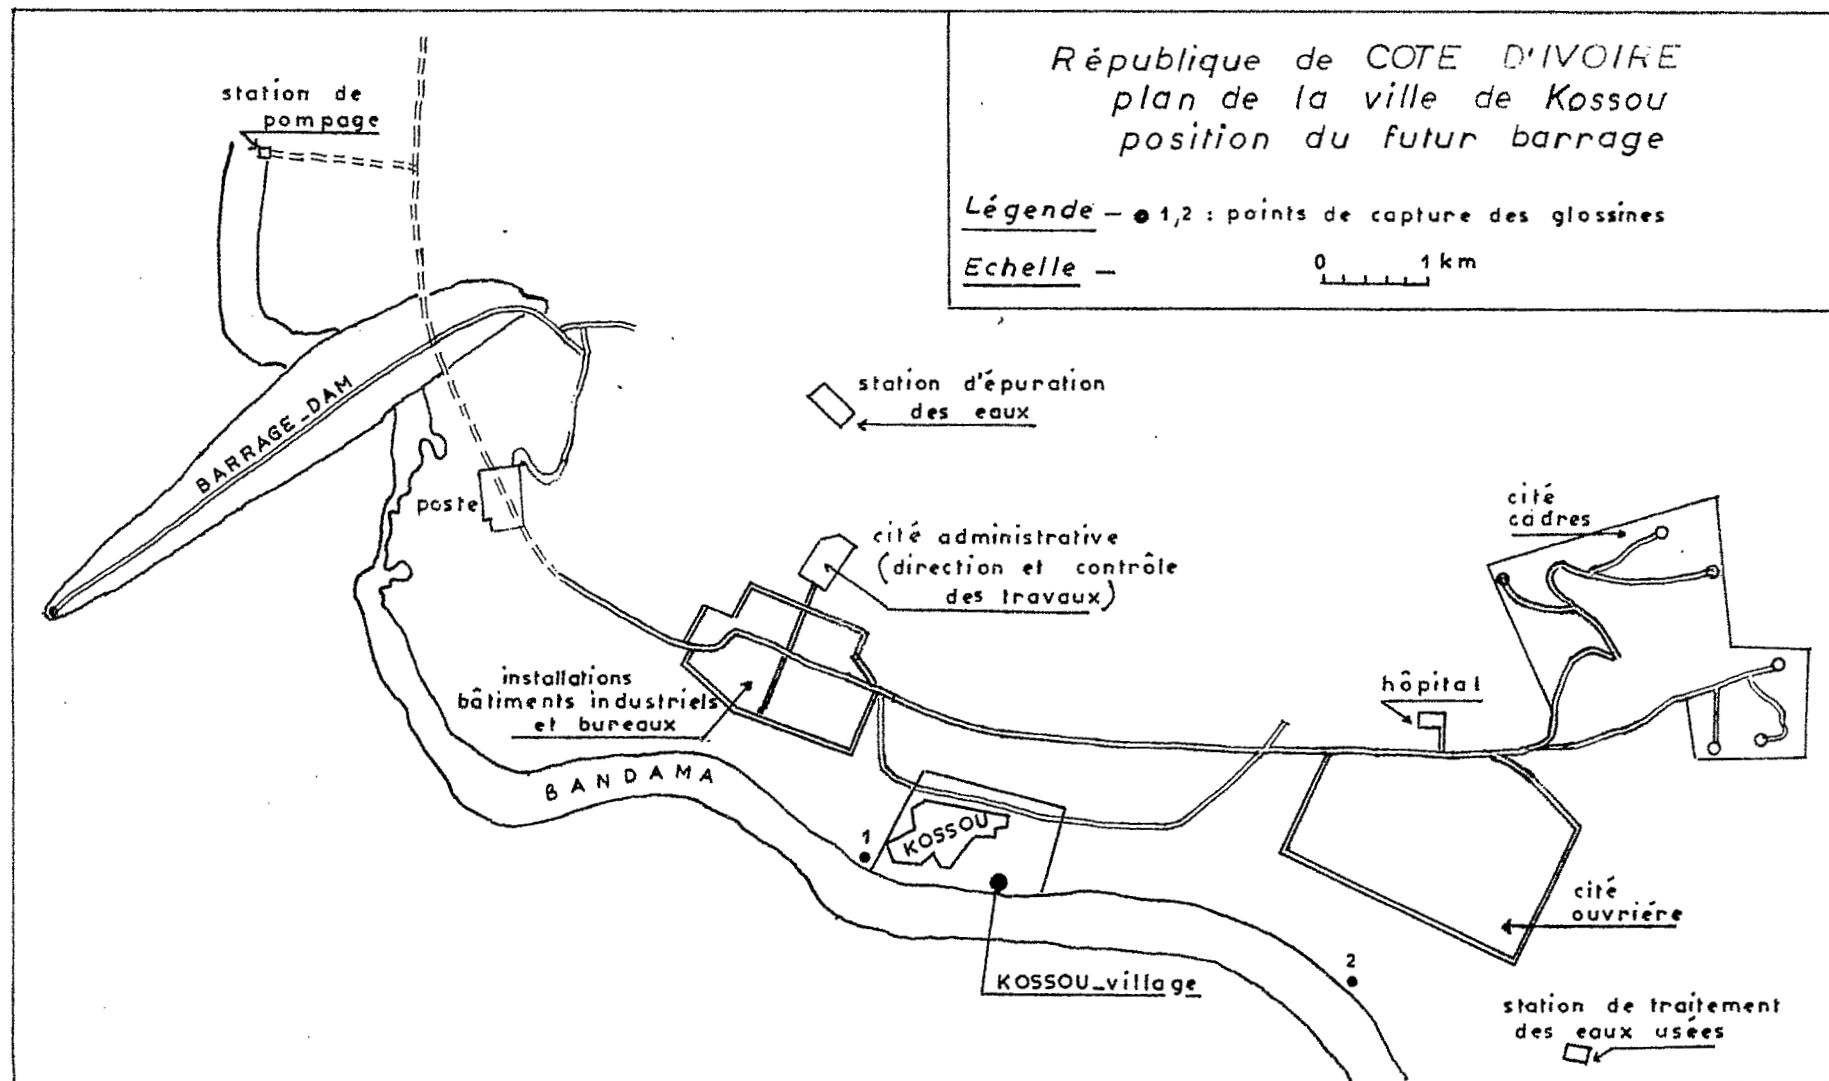 République de COTE D'IVOIRE
plan de la ville de Kossou
position du futur barrage
Légende — ● 1,2 : points de capture des glossines
Echelle —
0 1 km
station de
pompage
BARRAGE_DAM
station d'épuration
des eaux
poste
cité administrative
(direction et contrôle
des travaux)
cité
cadres
installations
bâtiments industriels
et bureaux
hôpital
BANDAMA
KOSSOU
1
cité
ouvriére
2
KOSSOU_village
station de traitement
des eaux usées